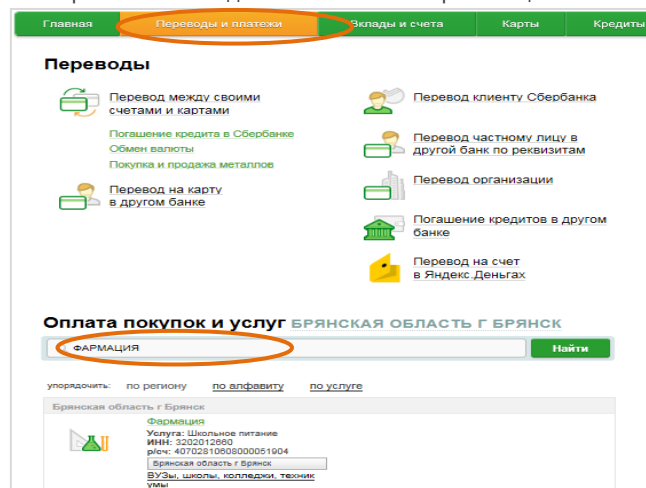 Главная Переводы и платежи Вклады и счета Карты Кредиты
Переводы
Перевод между своими
счетами и картами
Погашение кредита в Сбербанке
Обмен валюты
Покупка и продажа металлов
Перевод на карту
в другом банке
Перевод клиенту Сбербанка
Перевод частному лицу в
другой банк по реквизитам
Перевод организации
Погашение кредитов в другом
банке
Перевод на счет
в Яндекс.Деньгах
Оплата покупок и услуг БРЯНСКАЯ ОБЛАСТЬ Г БРЯНСК
ФАРМАЦИЯ Найти
упорядочить: по региону по алфавиту по услуге
Брянская область г Брянск
Фармация
Услуга: Школьное питание
ИНН: 3202012660
р/сч: 40702810608000051904
Брянская область г Брянск
ВУЗы, школы, колледжи, техник
умы